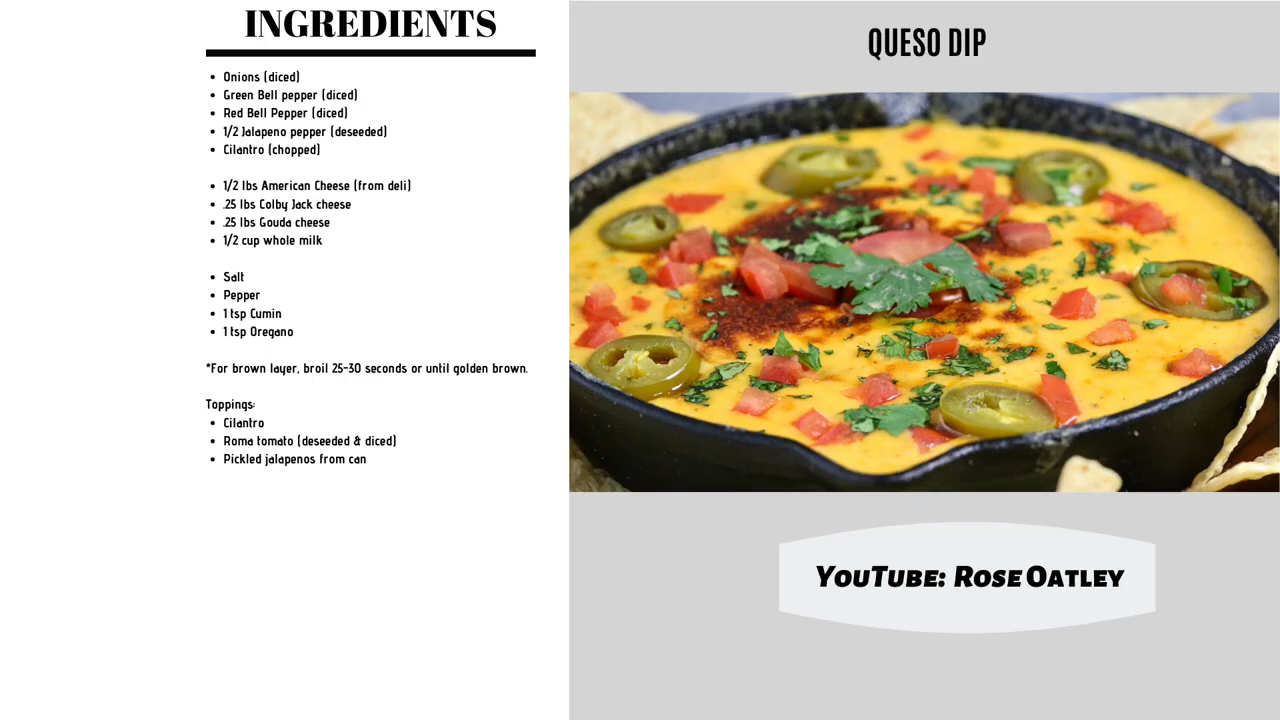 INGREDIENTS
• Onions (diced)
• Green Bell pepper (diced)
• Red Bell Pepper (diced)
• 1/2 Jalapeno pepper (deseeded)
• Cilantro (chopped)
• 1/2 lbs American Cheese (from deli)
• .25 lbs Colby Jack cheese
• .25 lbs Gouda cheese
• 1/2 cup whole milk
• Salt
• Pepper
• 1 tsp Cumin
• 1 tsp Oregano
*For brown layer, broil 25-30 seconds or until golden brown.
Toppings:
• Cilantro
• Roma tomato (deseeded & diced)
• Pickled jalapenos from can
QUESO DIP
YouTube: Rose Oatley